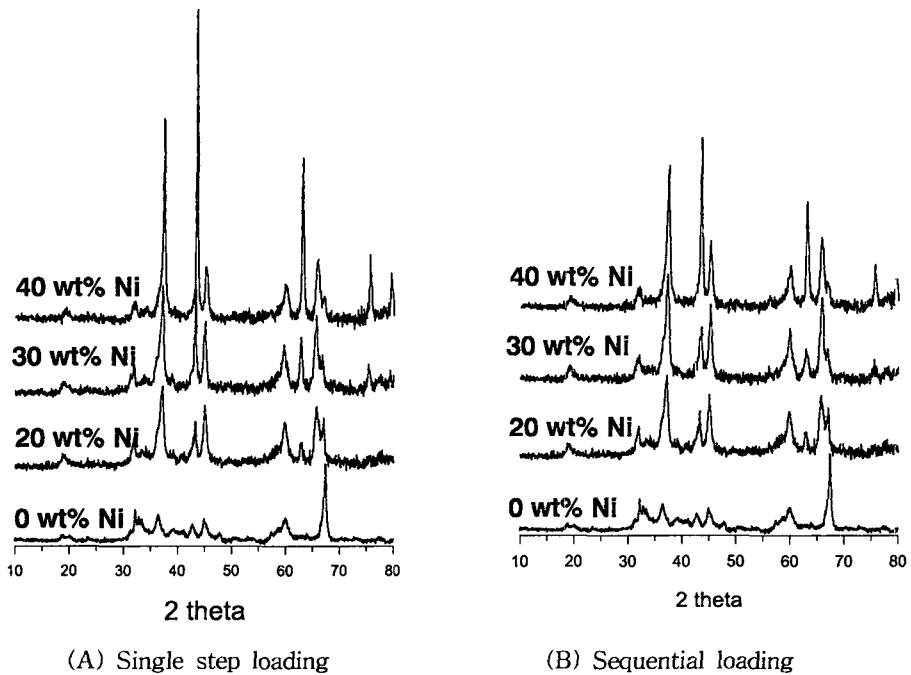 40 wt% Ni
30 wt% Ni
20 wt% Ni
0 wt% Ni
10 20 30 40 50 60 70 80
2 theta
(A) Single step loading
40 wt% Ni
30 wt% Ni
20 wt% Ni
0 wt% Ni
10 20 30 40 50 60 70 80
2 theta
(B) Sequential loading